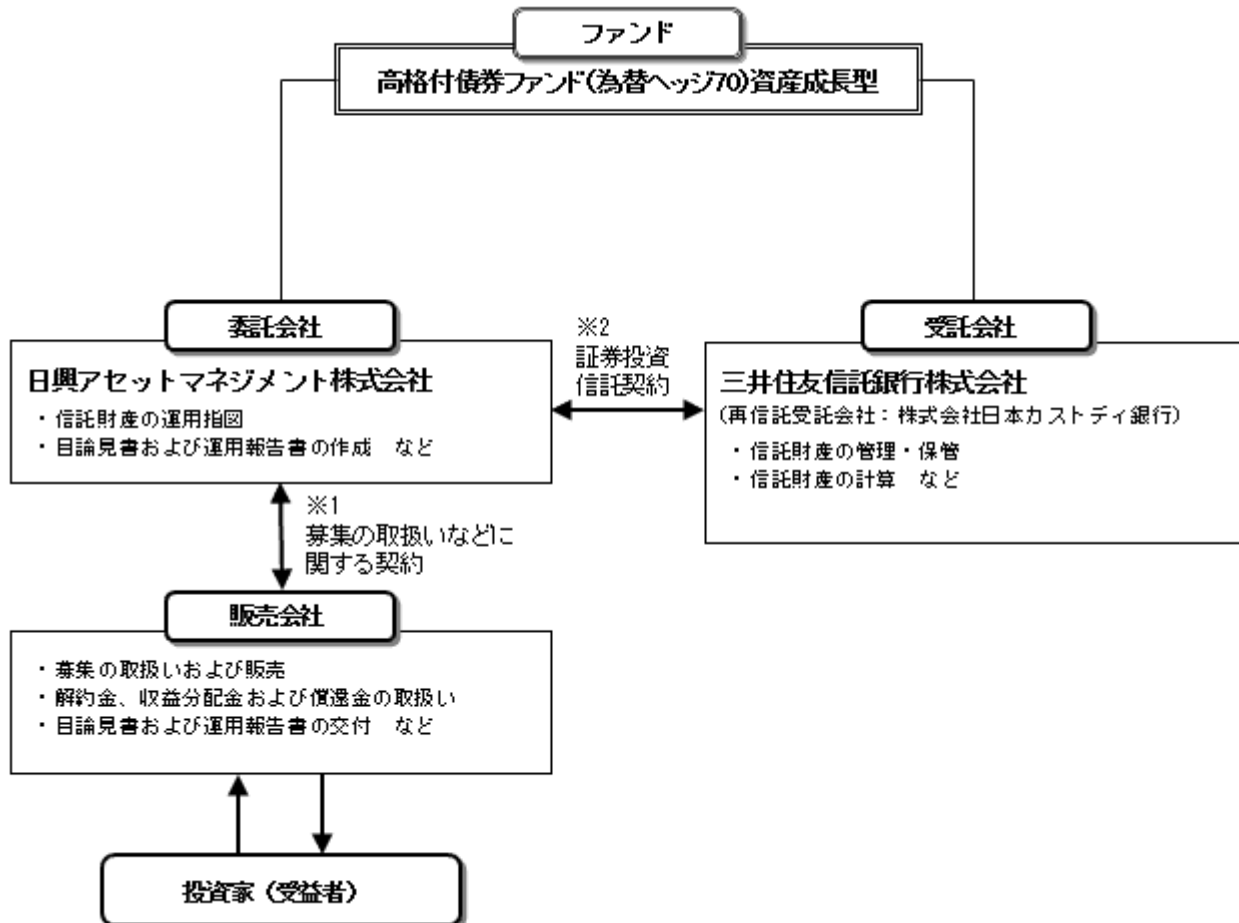 ファンド
高格付債券ファンド(為替ヘッジ70)資産成長型
委託会社
日興アセットマネジメント株式会社
・信託財産の運用指図
・目論見書および運用報告書の作成 など
※2
証券投資
信託契約
受託会社
三井住友信託銀行株式会社
(再信託受託会社:株式会社日本カストディ銀行)
・信託財産の管理・保管
・信託財産の計算 など
※1
募集の取扱いなどに
関する契約
販売会社
・募集の取扱いおよび販売
・解約金、収益分配金および償還金の取扱い
・目論見書および運用報告書の交付 など
投資家(受益者)